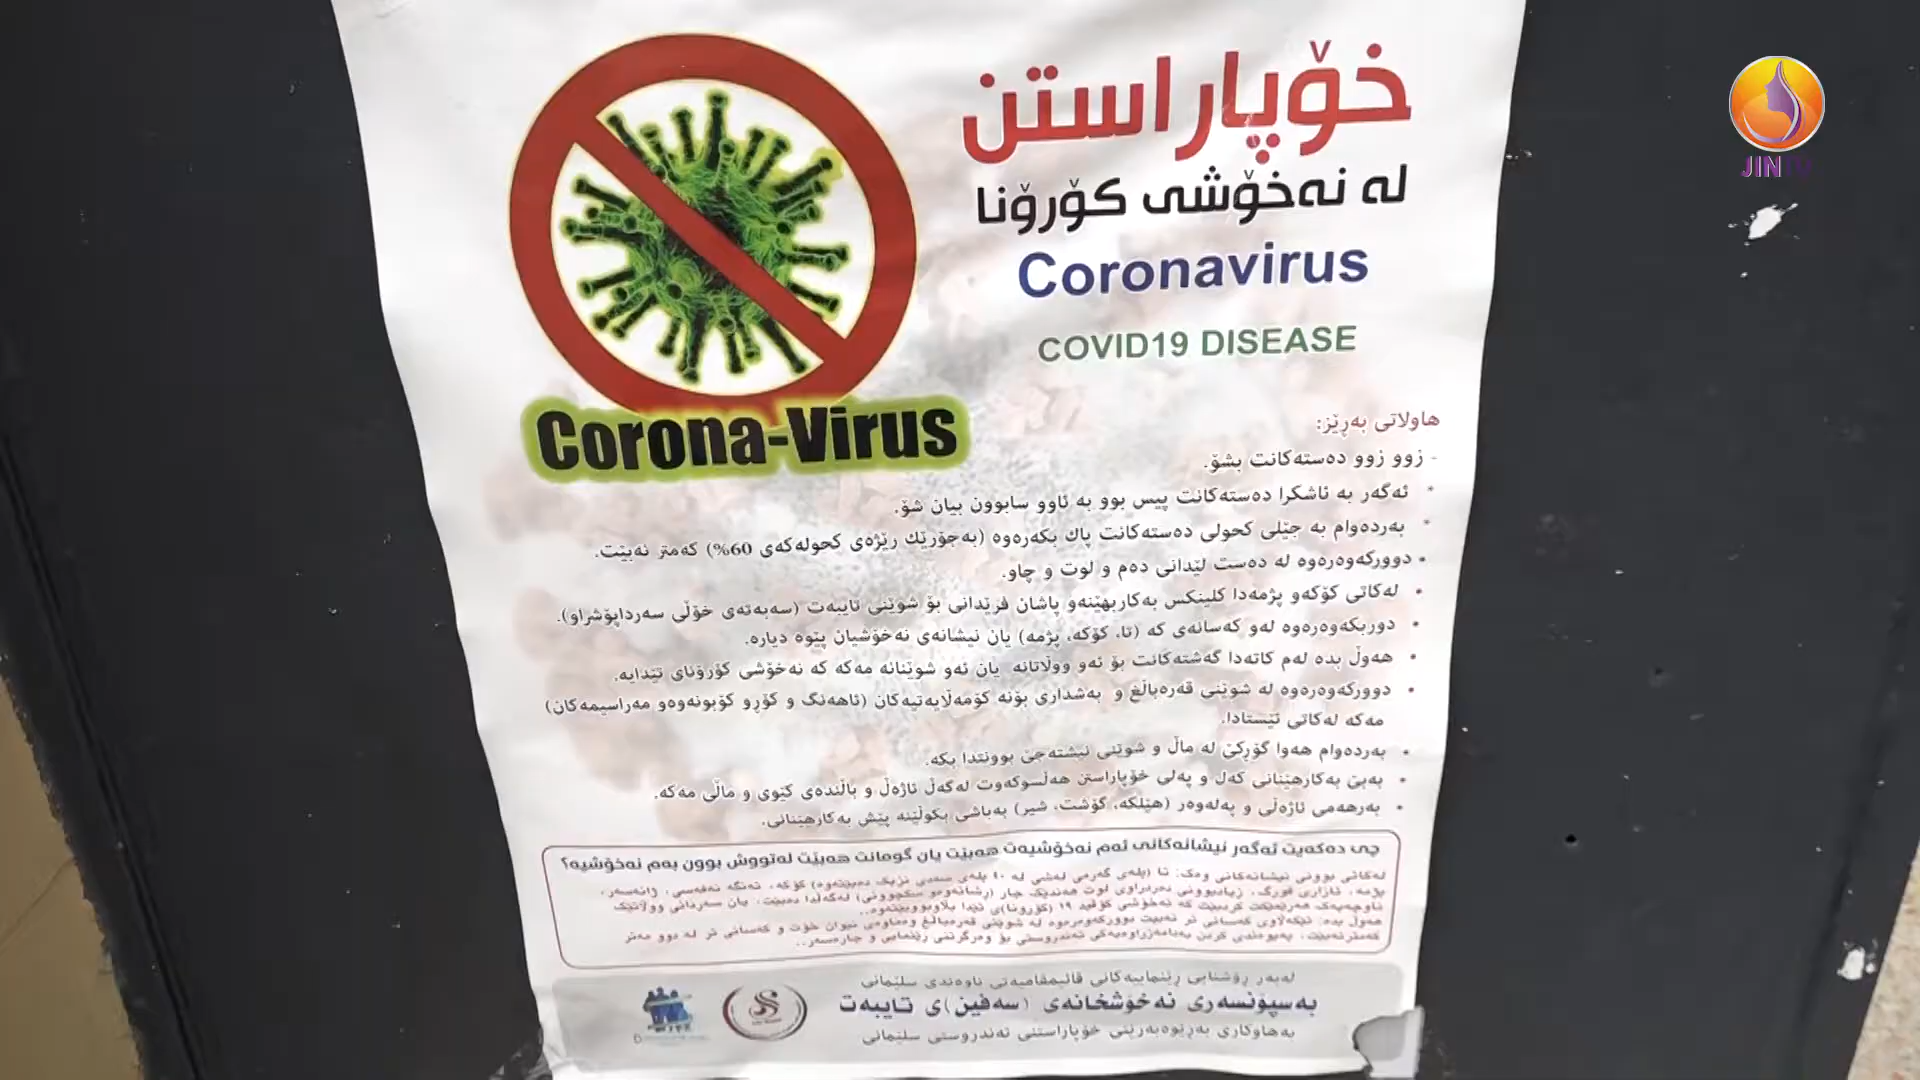 JINTV
خۆپاراستن
لە نەخۆشی کۆرۆنا
Coronavirus
COVID19 DISEASE
Corona-Virus
هاولاتی بەڕێز:
- زوو زوو دەستەکانت بشۆ.
* ئەگەر بە ئاشکرا دەستەکانت پیس بوو بە ئاوو سابوون بیان شۆ.
* بەردەوام بە جێلی کحولی دەستەکانت پاك بکەرەوە (بەجۆرێك رێژەی کحولەکەی 60%) کەمتر نەبێت.
• دوورکەوەرەوە لە دەست لێدانی دەم و لوت و چاو.
• لەکاتی کۆکەو پژمەدا کلینکس بەکاربهێنەو پاشان فرێدانی بۆ شوێنی تایبەت (سەبەتەی خۆڵی سەرداپۆشراو).
• دوربکەوەرەوە لەو کەسانەی کە (تا، کۆکە، پژمە) یان نیشانەی نەخۆشیان پێوە دیارە.
• هەوڵ بدە لەم کاتەدا گەشتەکانت بۆ ئەو ووڵاتانە یان ئەو شوێنانە مەکە کە نەخۆشی کۆرۆنای تێدایە.
• دوورکەوەرەوە لە شوێنی قەرەباڵغ و بەشداری بۆنە کۆمەڵایەتیەکان (ئاهەنگ و کۆڕو کۆبونەوەو مەراسیمەکان)
مەکە لەکاتی ئێستادا.
• بەردەوام هەوا گۆڕکێ لە ماڵ و شوێنی نیشتەجێ بوونتدا بکە.
• بەبێ بەکارهێنانی کەل و پەلی خۆپاراستن هەڵسوکەوت لەگەڵ ئاژەڵ و باڵندەی کێوی و ماڵی مەکە.
• بەرهەمی ئاژەڵی و پەلەوەر (هێلکە، گۆشت، شیر) بەباشی بکوڵێنە پێش بەکارهێنانی.
چی دەکەیت ئەگەر نیشانەکانی ئەم نەخۆشیەت هەبێت یان گومانت هەبێت لەتووش بوون بەم نەخۆشیە؟
لەبەر ڕۆشنایی ڕێنماییەکانی قائیمقامیەتی ناوەندی سلێمانی
بەسپۆنسەری نەخۆشخانەی (سەفین)ی تایبەت
بەهاوکاری بەڕێوەبەرێتی خۆپاراستنی تەندروستی سلێمانی